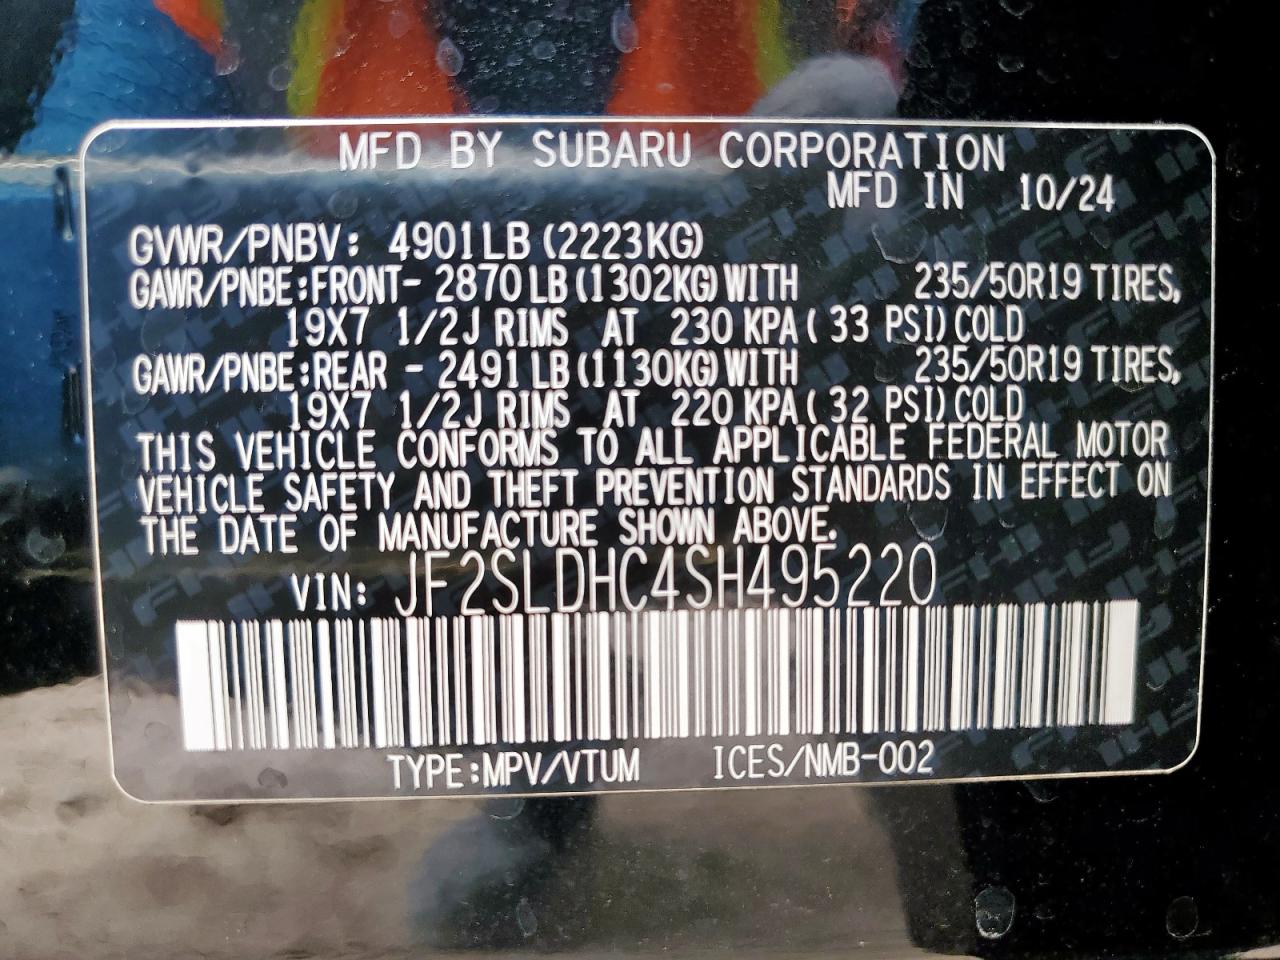 MFD BY SUBARU CORPORATION
MFD IN 10/24
GVWR/PNBV: 4901LB (2223KG)
GAWR/PNBE:FRONT- 2870LB (1302KG) WITH 235/50R19 TIRES,
19X7 1/2J RIMS AT 230 KPA ( 33 PSI) COLD
GAWR/PNBE:REAR - 2491LB (1130KG) WITH 235/50R19 TIRES,
19X7 1/2J RIMS AT 220 KPA ( 32 PSI) COLD
THIS VEHICLE CONFORMS TO ALL APPLICABLE FEDERAL MOTOR
VEHICLE SAFETY AND THEFT PREVENTION STANDARDS IN EFFECT ON
THE DATE OF MANUFACTURE SHOWN ABOVE.
VIN: JF2SLDHC4SH495220
TYPE:MPV/VTUM ICES/NMB-002